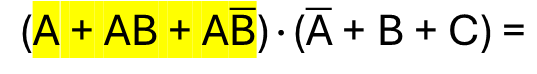 (A + AB + AB̅) · (A̅ + B + C) =